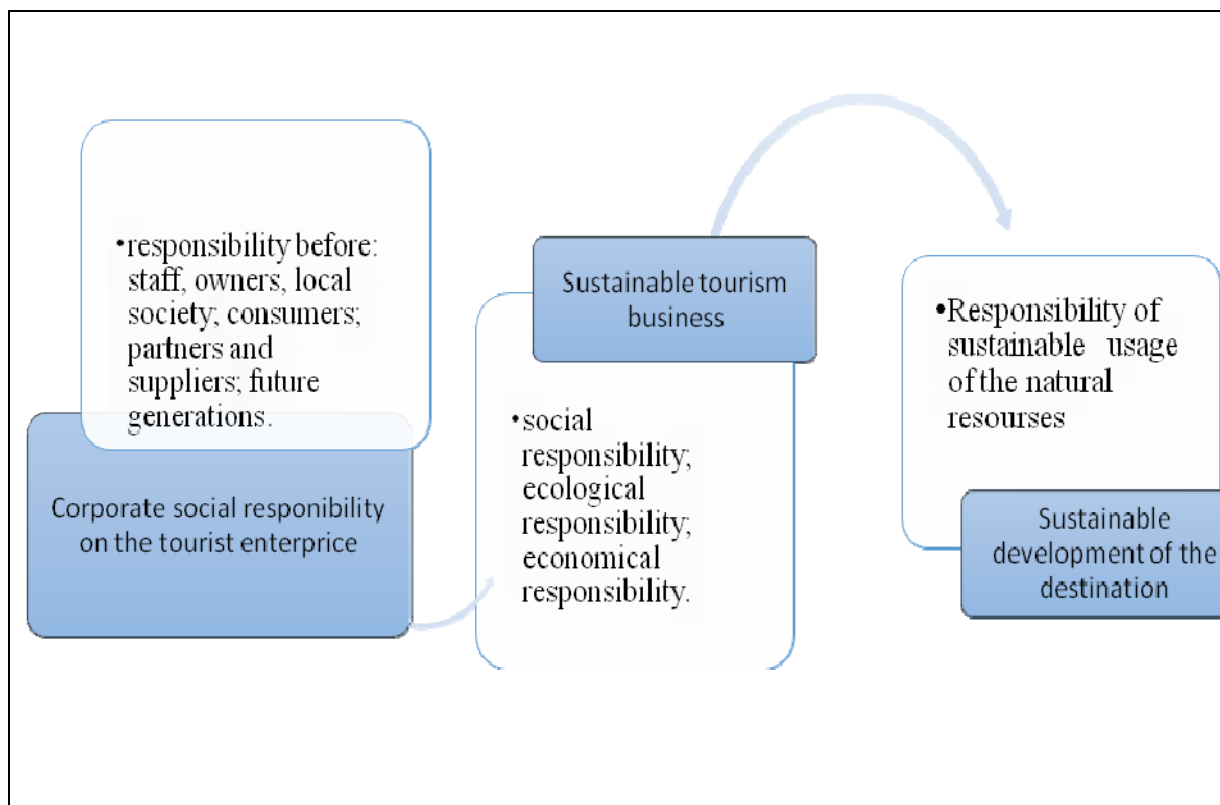 •responsibility before:
staff, owners, local
society; consumers;
partners and
suppliers; future
generations.
Corporate social responibility
on the tourist enterprice
Sustainable tourism
business
•social
responsibility;
ecological
responsibility;
economical
responsibility.
•Responsibility of
sustainable usage
of the natural
resourses
Sustainable
development of the
destination